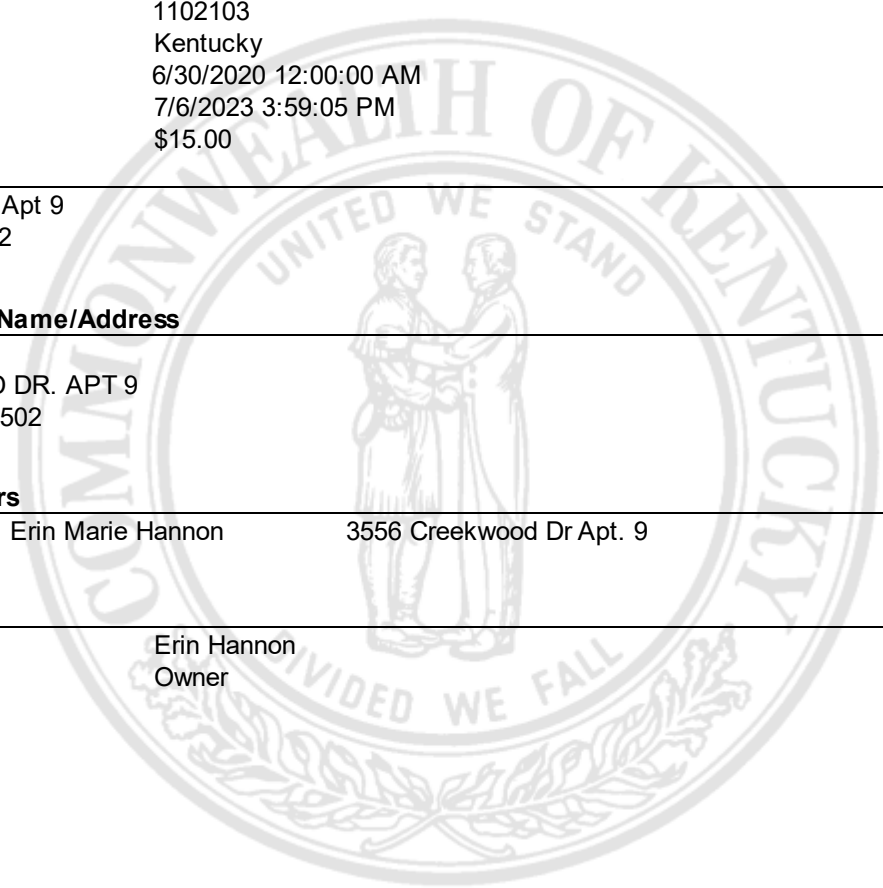 1102103
Kentucky
6/30/2020 12:00:00 AM
7/6/2023 3:59:05 PM
$15.00
Apt 9
2
Name/Address
DR. APT 9
502
rs
Erin Marie Hannon 3556 Creekwood Dr Apt. 9
Erin Hannon
Owner
COMMONWEALTH OF KENTUCKY
UNITED WE STAND
DIVIDED WE FALL